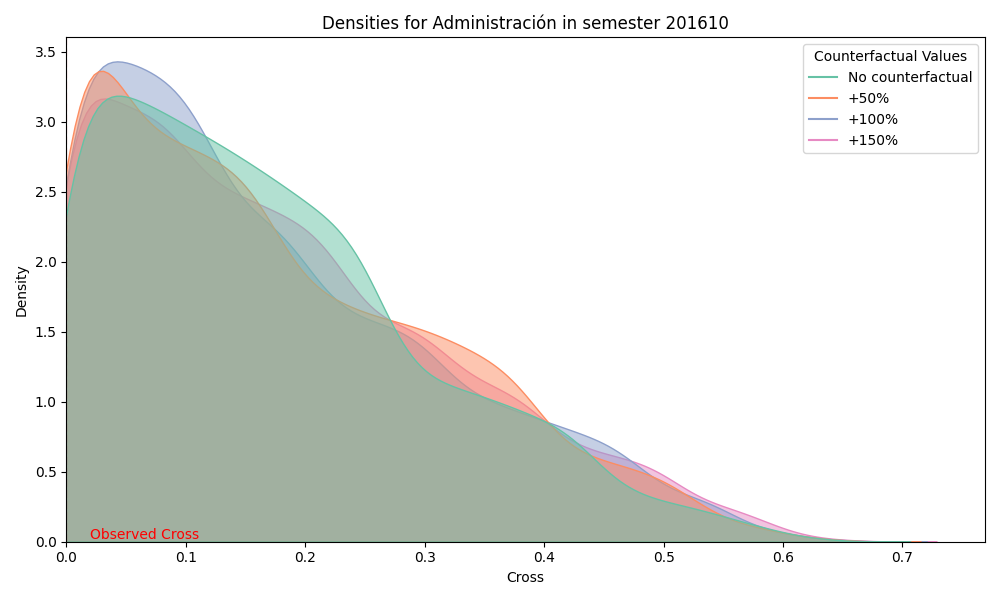 Densities for Administración in semester 201610
Counterfactual Values
No counterfactual
+50%
+100%
+150%
Density
3.5
3.0
2.5
2.0
1.5
1.0
0.5
0.0
Observed Cross
0.0 0.1 0.2 0.3 0.4 0.5 0.6 0.7
Cross